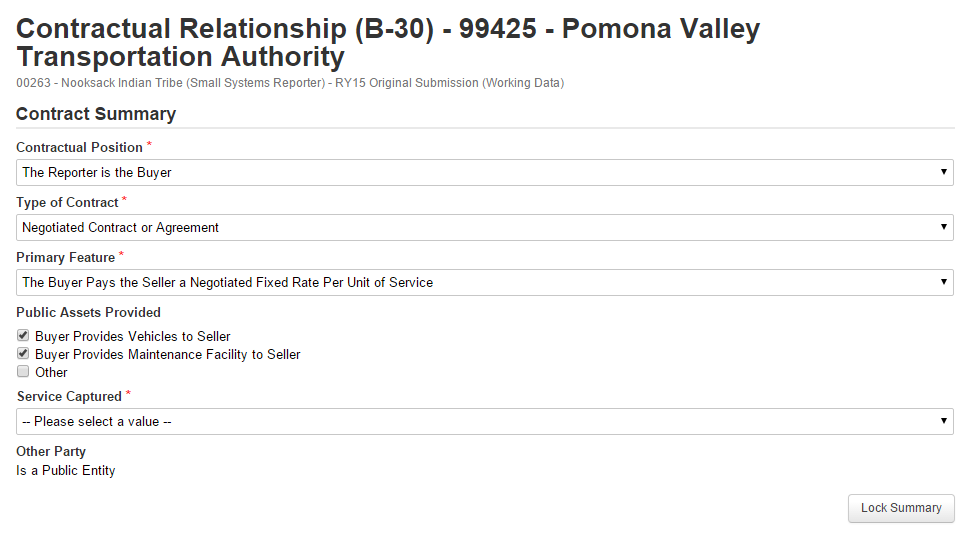 Contractual Relationship (B-30) - 99425 - Pomona Valley
Transportation Authority
00263 - Nooksack Indian Tribe (Small Systems Reporter) - RY15 Original Submission (Working Data)
Contract Summary
Contractual Position *
The Reporter is the Buyer
Type of Contract *
Negotiated Contract or Agreement
Primary Feature *
The Buyer Pays the Seller a Negotiated Fixed Rate Per Unit of Service
Public Assets Provided
Buyer Provides Vehicles to Seller
Buyer Provides Maintenance Facility to Seller
Other
Service Captured *
-- Please select a value --
Other Party
Is a Public Entity
Lock Summary